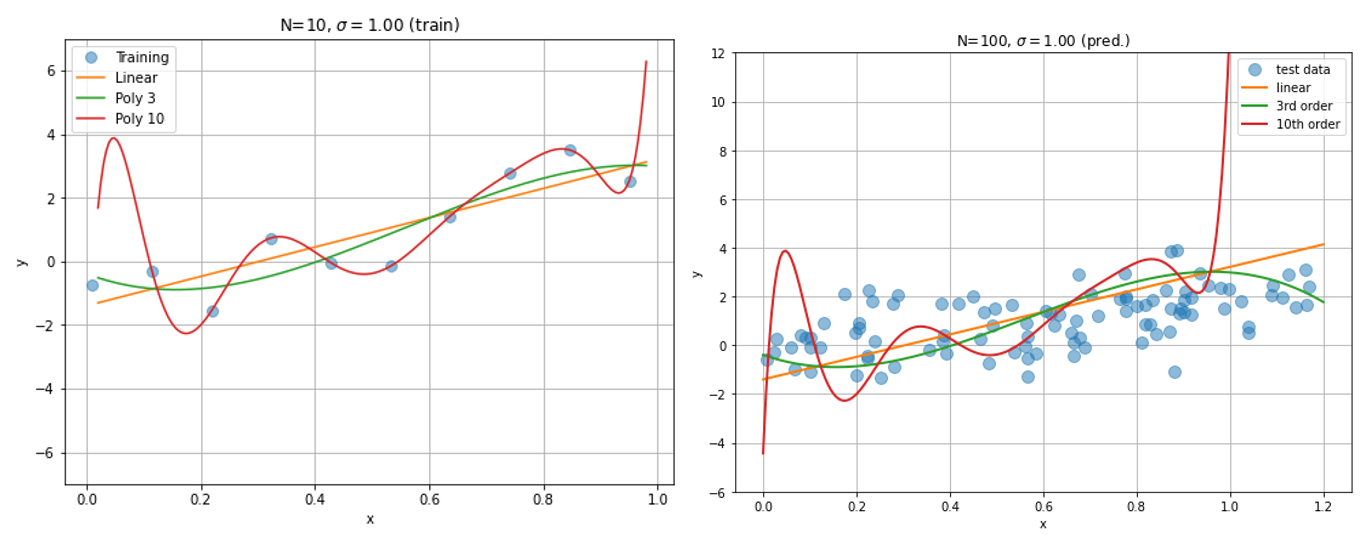 N=10, σ = 1.00 (train)
Training
Linear
Poly 3
Poly 10
6
4
2
0
−2
−4
−6
y
0.0 0.2 0.4 0.6 0.8 1.0
x
N=100, σ = 1.00 (pred.)
test data
linear
3rd order
10th order
12
10
8
6
4
2
0
−2
−4
−6
y
0.0 0.2 0.4 0.6 0.8 1.0 1.2
x